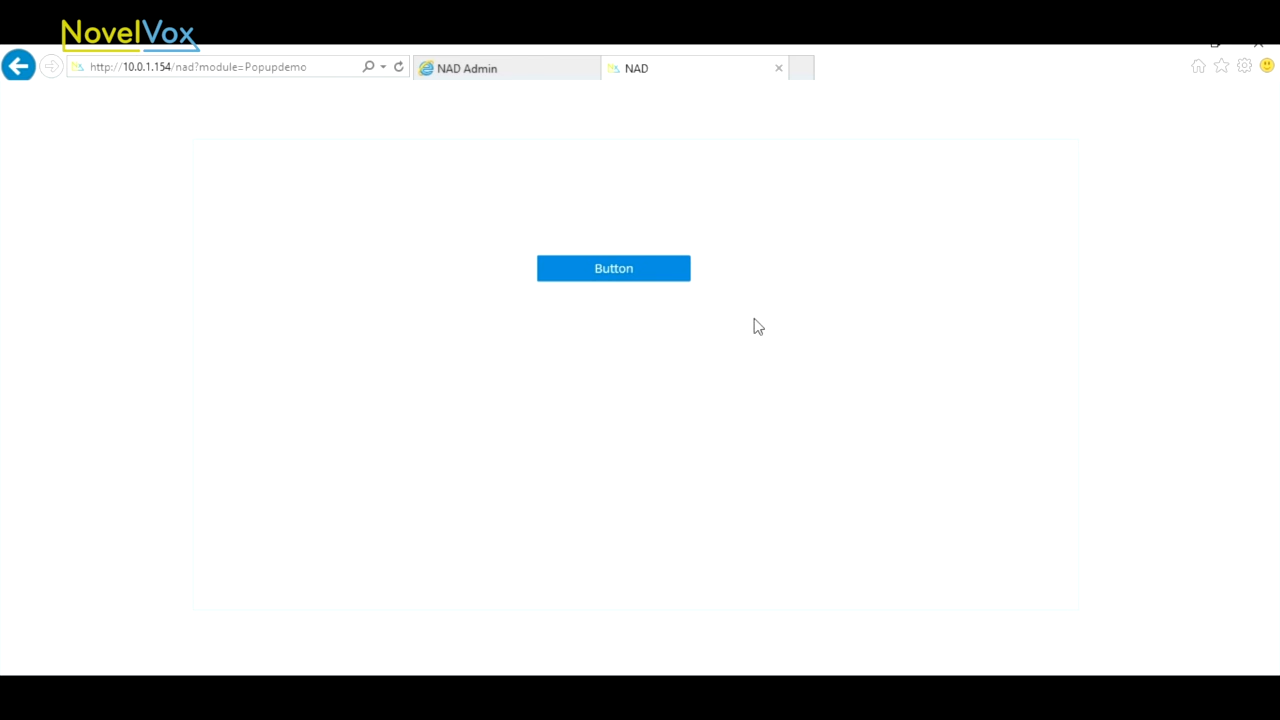 NovelVox
http://10.0.1.154/nad?module=Popupdemo
NAD Admin
NAD
Button